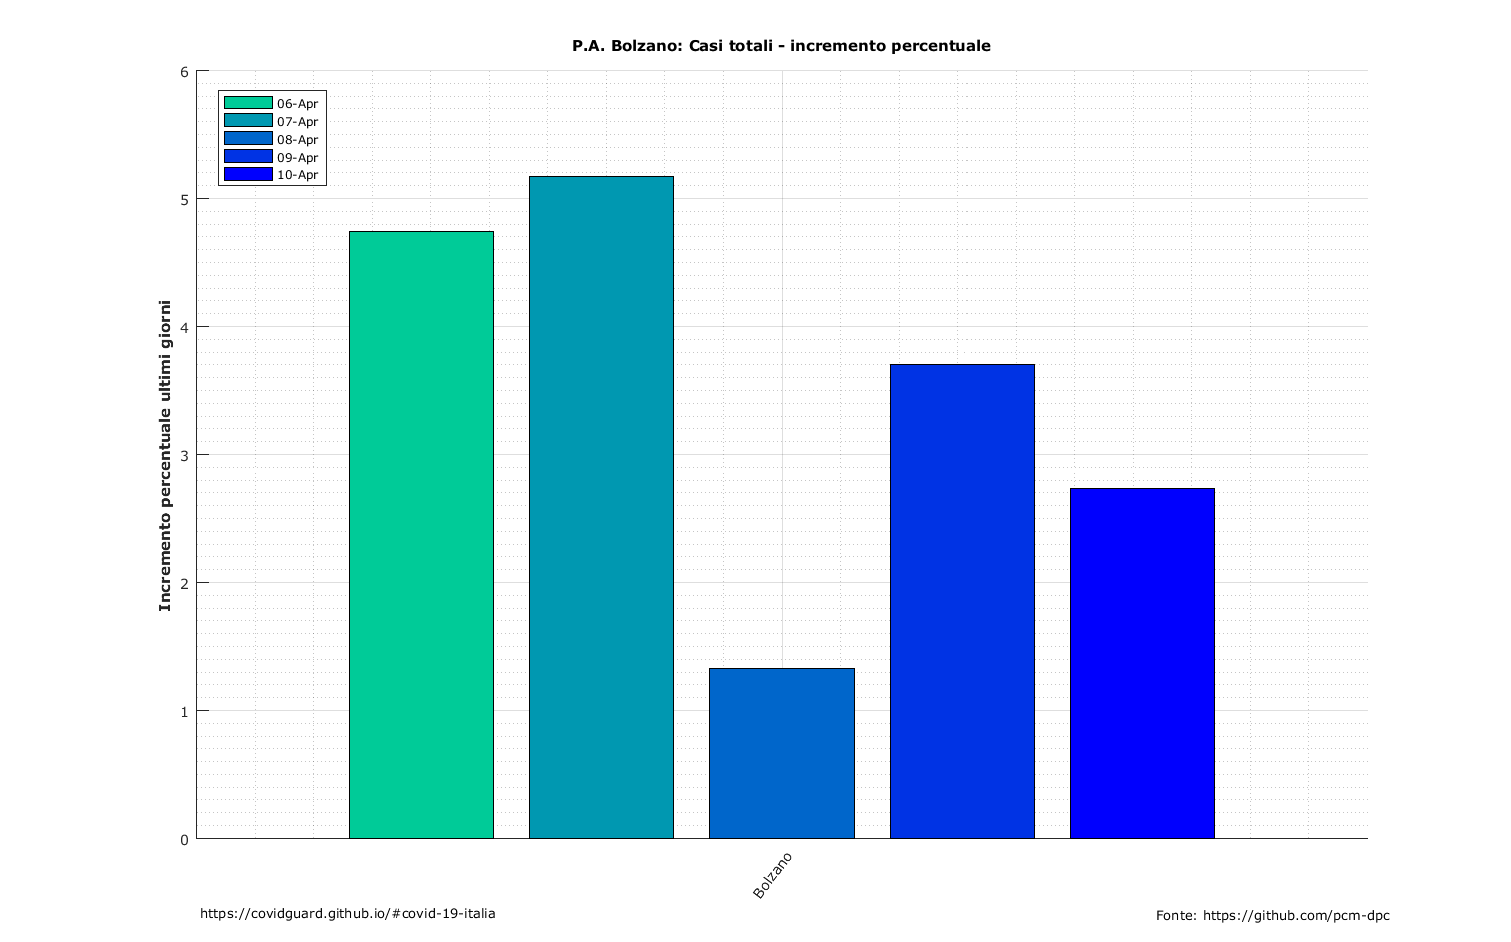 P.A. Bolzano: Casi totali - incremento percentuale
06-Apr
07-Apr
08-Apr
09-Apr
10-Apr
Incremento percentuale ultimi giorni
6
5
4
3
2
1
0
Bolzano
https://covidguard.github.io/#covid-19-italia
Fonte: https://github.com/pcm-dpc